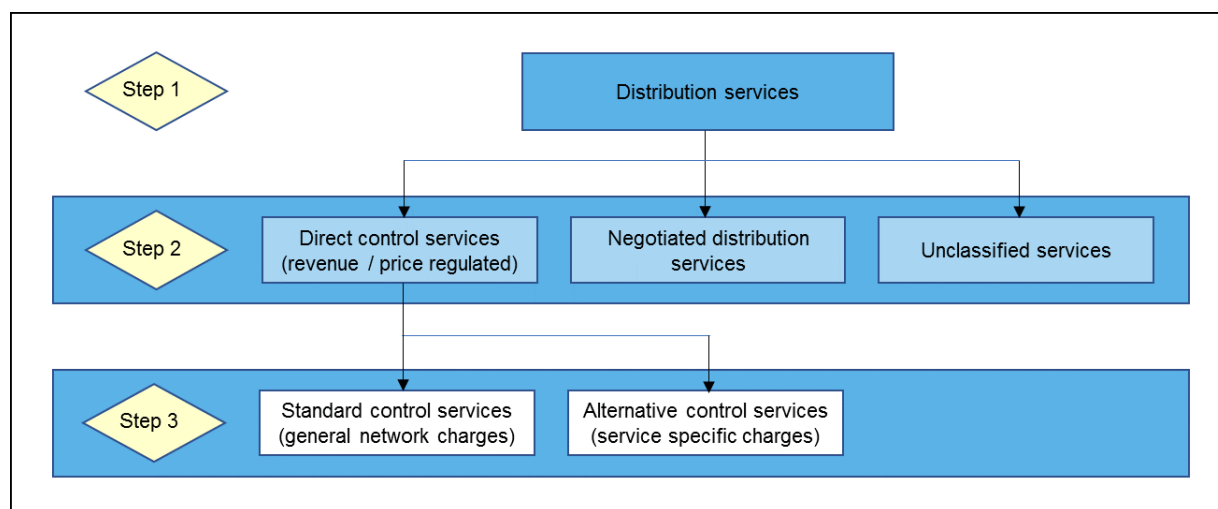 Step 1
Distribution services
Step 2
Direct control services
(revenue / price regulated)
Negotiated distribution
services
Unclassified services
Step 3
Standard control services
(general network charges)
Alternative control services
(service specific charges)